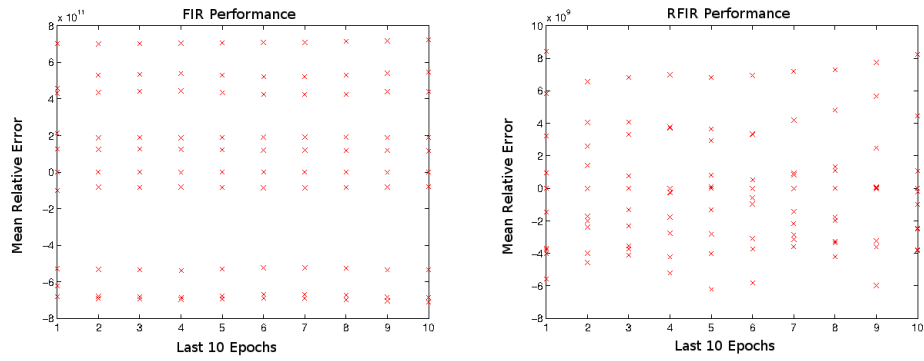 FIR Performance
x 10^11
8
6
4
2
0
−2
−4
−6
−8
Mean Relative Error
1 2 3 4 5 6 7 8 9 10
Last 10 Epochs
RFIR Performance
x 10^9
10
8
6
4
2
0
−2
−4
−6
−8
Mean Relative Error
1 2 3 4 5 6 7 8 9 10
Last 10 Epochs